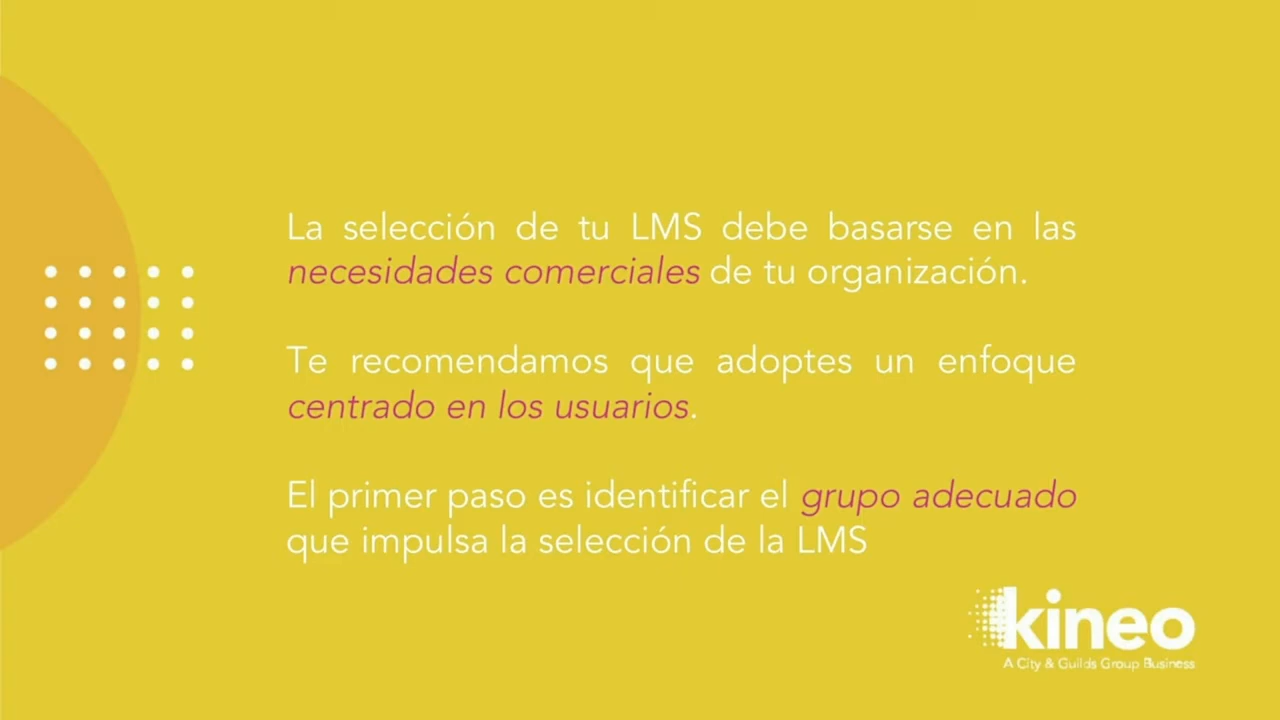 La selección de tu LMS debe basarse en las
necesidades comerciales de tu organización.
Te recomendamos que adoptes un enfoque
centrado en los usuarios.
El primer paso es identificar el grupo adecuado
que impulsa la selección de la LMS
kineo
A City & Guilds Group Business